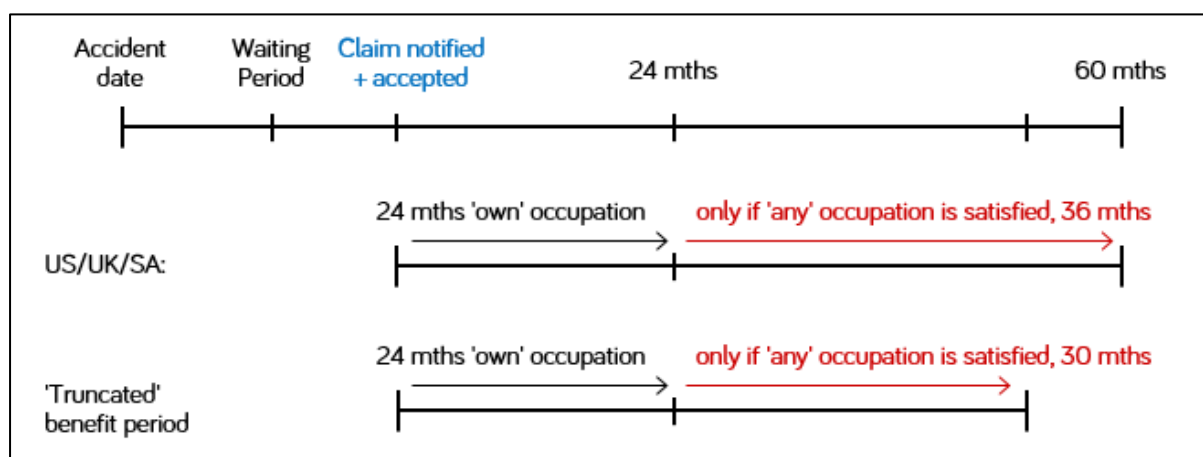 Accident
date
Waiting
Period
Claim notified
+ accepted
24 mths
60 mths
24 mths 'own' occupation
only if 'any' occupation is satisfied, 36 mths
US/UK/SA:
24 mths 'own' occupation
only if 'any' occupation is satisfied, 30 mths
'Truncated'
benefit period